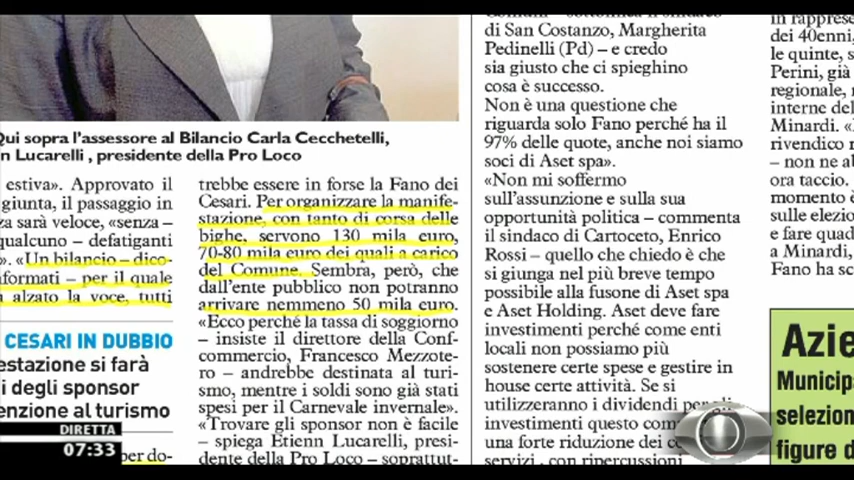 Qui sopra l'assessore al Bilancio Carla Cecchetelli,
n Lucarelli , presidente della Pro Loco
estiva». Approvato il
giunta, il passaggio in
za sarà veloce, «senza –
qualcuno – defatiganti
». «Un bilancio – dico-
nformati – per il quale
alzato la voce, tutti
CESARI IN DUBBIO
estazione si farà
i degli sponsor
enzione al turismo
per do-
trebbe essere in forse la Fano dei
Cesari. Per organizzare la manife-
stazione, con tanto di corsa delle
bighe, servono 130 mila euro,
70-80 mila euro dei quali a carico
del Comune. Sembra, però, che
dall'ente pubblico non potranno
arrivare nemmeno 50 mila euro.
«Ecco perché la tassa di soggiorno
– insiste il direttore della Conf-
commercio, Francesco Mezzote-
ro – andrebbe destinata al turi-
smo, mentre i soldi sono già stati
spesi per il Carnevale invernale».
«Trovare gli sponsor non è facile
– spiega Etienn Lucarelli, presi-
dente della Pro Loco – soprattut-
di San Costanzo, Margherita
Pedinelli (Pd) – e credo
sia giusto che ci spieghino
cosa è successo.
Non è una questione che
riguarda solo Fano perché ha il
97% delle quote, anche noi siamo
soci di Aset spa».
«Non mi soffermo
sull'assunzione e sulla sua
opportunità politica – commenta
il sindaco di Cartoceto, Enrico
Rossi – quello che chiedo è che
si giunga nel più breve tempo
possibile alla fusone di Aset spa
e Aset Holding. Aset deve fare
investimenti perché come enti
locali non possiamo più
sostenere certe spese e gestire in
house certe attività. Se si
utilizzeranno i dividendi per gli
investimenti questo com
una forte riduzione dei
servizi , con ripercussioni
in rappres
dei 40enni,
le quinte, s
Perini, già
regionale, 
interne del
Minardi. «
rivendico r
– non ne ab
ora taccio.
momento è
sulle elezio
e fare quad
a Minardi,
Fano ha sc
Azie
Municipa
selezion
figure d
DIRETTA
07:33